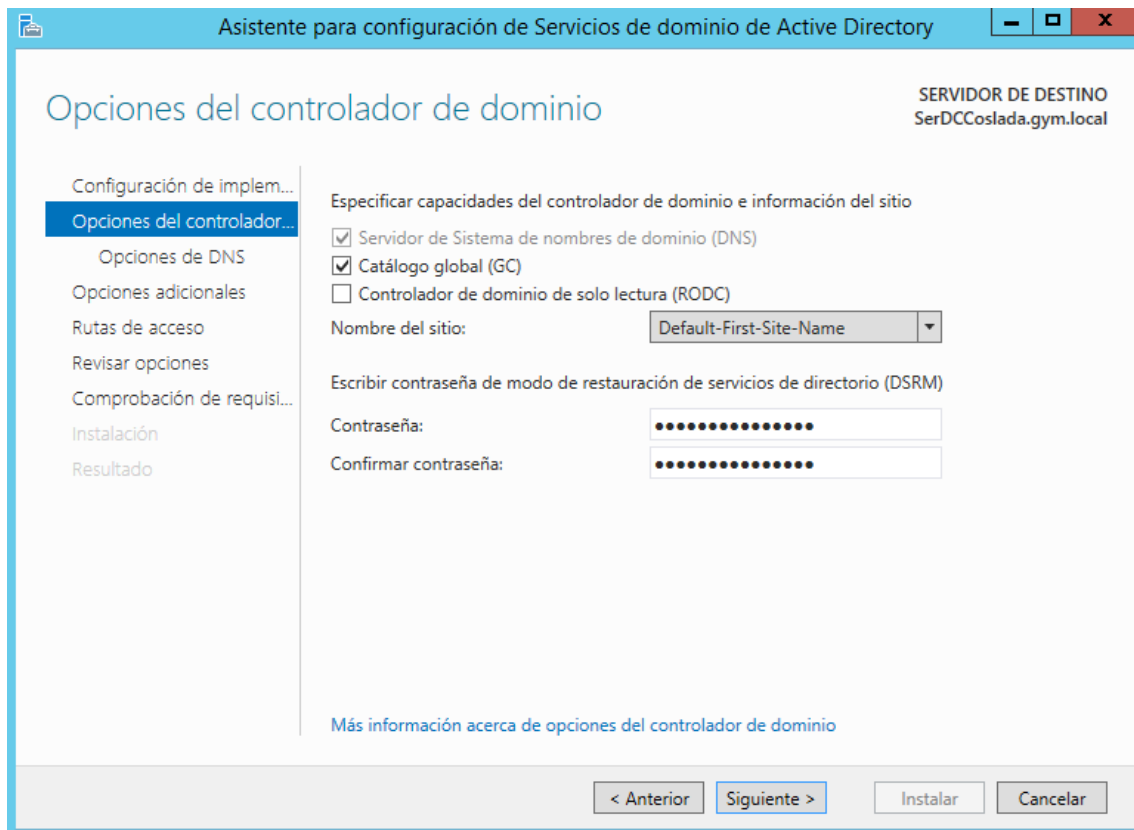 Asistente para configuración de Servicios de dominio de Active Directory
Opciones del controlador de dominio
SERVIDOR DE DESTINO
SerDCCoslada.gym.local
Configuración de implem...
Opciones del controlador...
Opciones de DNS
Opciones adicionales
Rutas de acceso
Revisar opciones
Comprobación de requisi...
Instalación
Resultado
Especificar capacidades del controlador de dominio e información del sitio
Servidor de Sistema de nombres de dominio (DNS)
Catálogo global (GC)
Controlador de dominio de solo lectura (RODC)
Nombre del sitio: Default-First-Site-Name
Escribir contraseña de modo de restauración de servicios de directorio (DSRM)
Contraseña: •••••••••••••••
Confirmar contraseña: •••••••••••••••
Más información acerca de opciones del controlador de dominio
< Anterior Siguiente > Instalar Cancelar